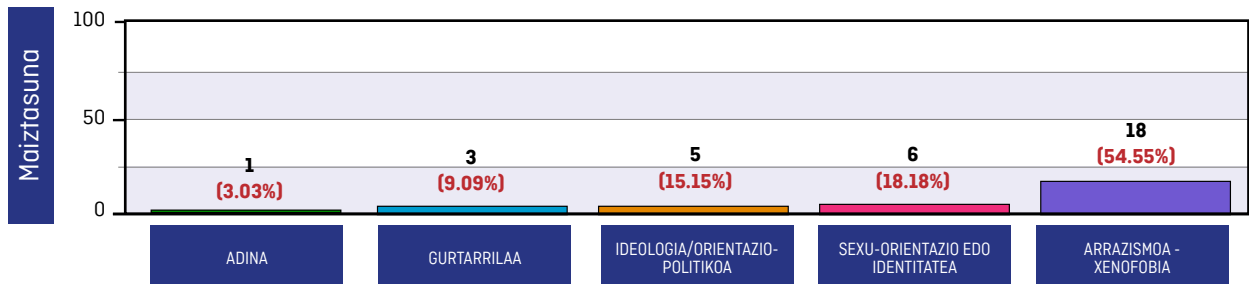 Maiztasuna
100
50
0
1
(3.03%)
3
(9.09%)
5
(15.15%)
6
(18.18%)
18
(54.55%)
ADINA
GURTARRILAA
IDEOLOGIA/ORIENTAZIO-
POLITIKOA
SEXU-ORIENTAZIO EDO
IDENTITATEA
ARRAZISMOA -
XENOFOBIA